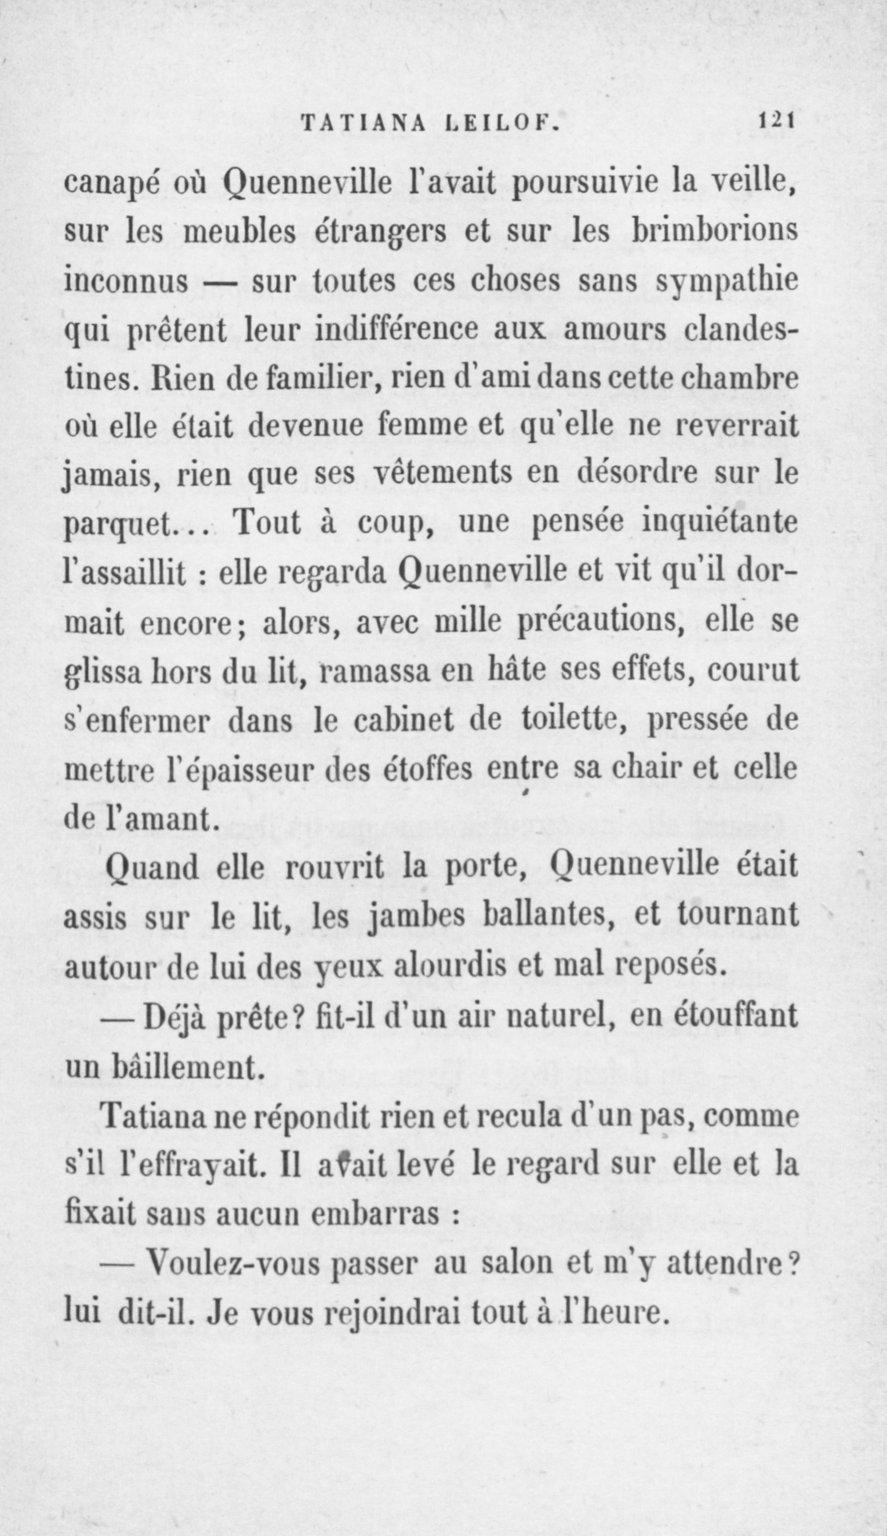 TATIANA LEILOF. 121
canapé où Quenneville l'avait poursuivie la veille,
sur les meubles étrangers et sur les brimborions
inconnus — sur toutes ces choses sans sympathie
qui prêtent leur indifférence aux amours clandes-
tines. Rien de familier, rien d'ami dans cette chambre
où elle était devenue femme et qu'elle ne reverrait
jamais, rien que ses vêtements en désordre sur le
parquet... Tout à coup, une pensée inquiétante
l'assaillit : elle regarda Quenneville et vit qu'il dor-
mait encore; alors, avec mille précautions, elle se
glissa hors du lit, ramassa en hâte ses effets, courut
s'enfermer dans le cabinet de toilette, pressée de
mettre l'épaisseur des étoffes entre sa chair et celle
de l'amant.
Quand elle rouvrit la porte, Quenneville était
assis sur le lit, les jambes ballantes, et tournant
autour de lui des yeux alourdis et mal reposés.
— Déjà prête? fit-il d'un air naturel, en étouffant
un bâillement.
Tatiana ne répondit rien et recula d'un pas, comme
s'il l'effrayait. Il avait levé le regard sur elle et la
fixait sans aucun embarras :
— Voulez-vous passer au salon et m'y attendre?
lui dit-il. Je vous rejoindrai tout à l'heure.